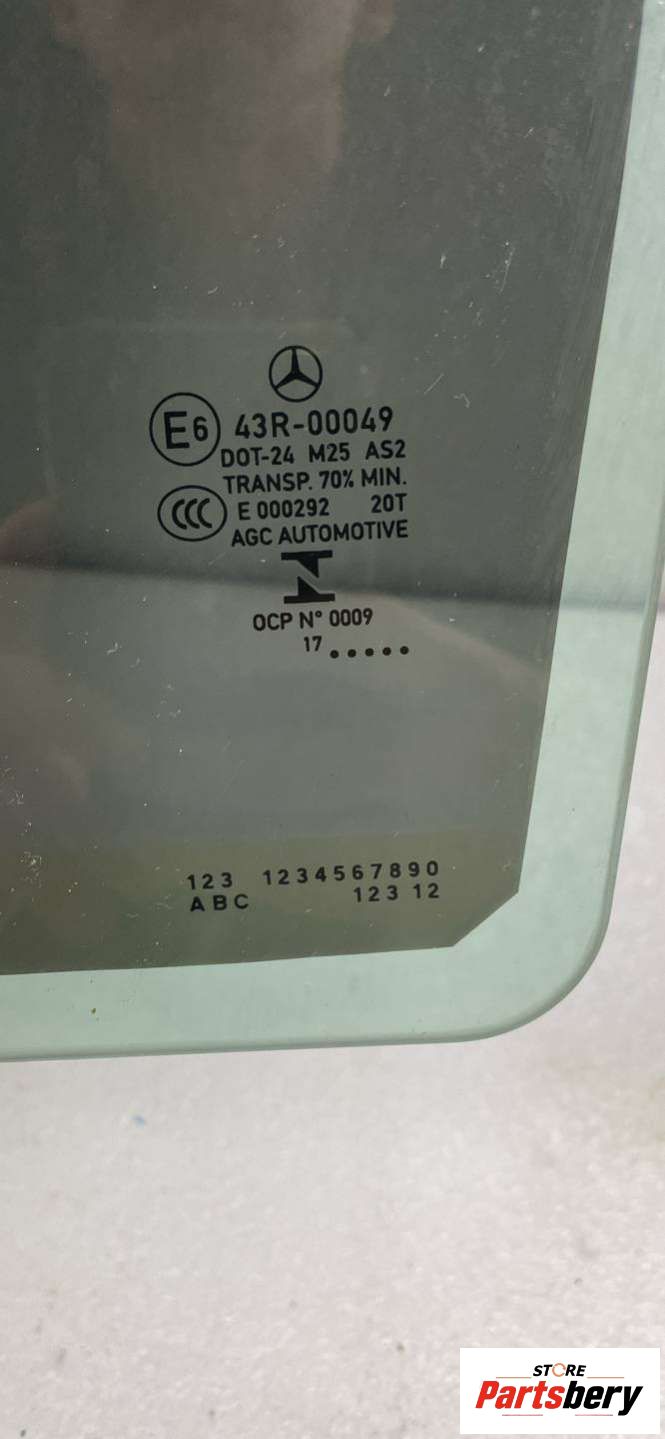 E6 43R-00049
DOT-24 M25 AS2
TRANSP. 70% MIN.
CCC E 000292 20T
AGC AUTOMOTIVE
OCP N° 0009
17 .....
123 1234567890
ABC 123 12
STORE
Partsbery